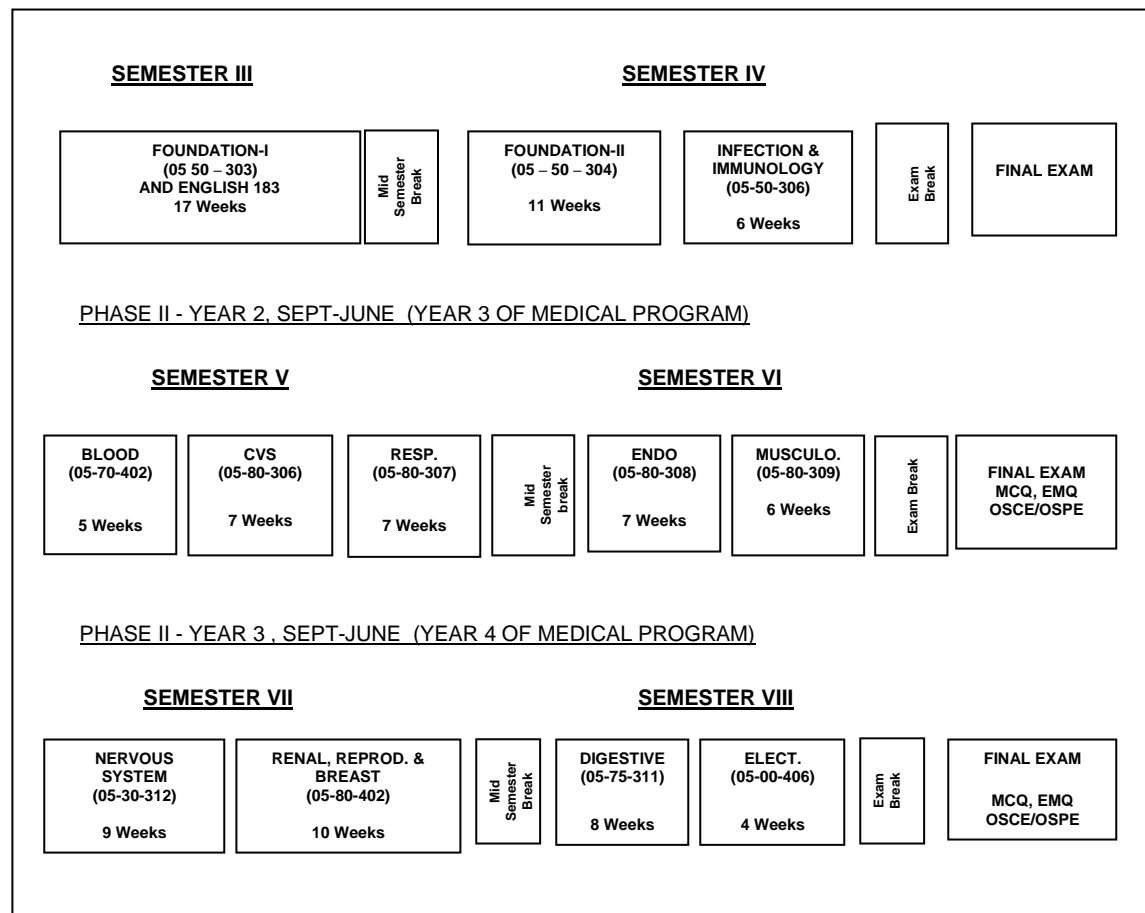 SEMESTER III
SEMESTER IV
FOUNDATION-I
(05 50 – 303)
AND ENGLISH 183
17 Weeks
Mid
Semester
Break
FOUNDATION-II
(05 – 50 – 304)
11 Weeks
INFECTION &
IMMUNOLOGY
(05-50-306)
6 Weeks
Exam
Break
FINAL EXAM
PHASE II - YEAR 2, SEPT-JUNE (YEAR 3 OF MEDICAL PROGRAM)
SEMESTER V
SEMESTER VI
BLOOD
(05-70-402)
5 Weeks
CVS
(05-80-306)
7 Weeks
RESP.
(05-80-307)
7 Weeks
Mid
Semester
break
ENDO
(05-80-308)
7 Weeks
MUSCULO.
(05-80-309)
6 Weeks
Exam Break
FINAL EXAM
MCQ, EMQ
OSCE/OSPE
PHASE II - YEAR 3 , SEPT-JUNE (YEAR 4 OF MEDICAL PROGRAM)
SEMESTER VII
SEMESTER VIII
NERVOUS
SYSTEM
(05-30-312)
9 Weeks
RENAL, REPROD. &
BREAST
(05-80-402)
10 Weeks
Mid
Semester
Break
DIGESTIVE
(05-75-311)
8 Weeks
ELECT.
(05-00-406)
4 Weeks
Exam
Break
FINAL EXAM
MCQ, EMQ
OSCE/OSPE